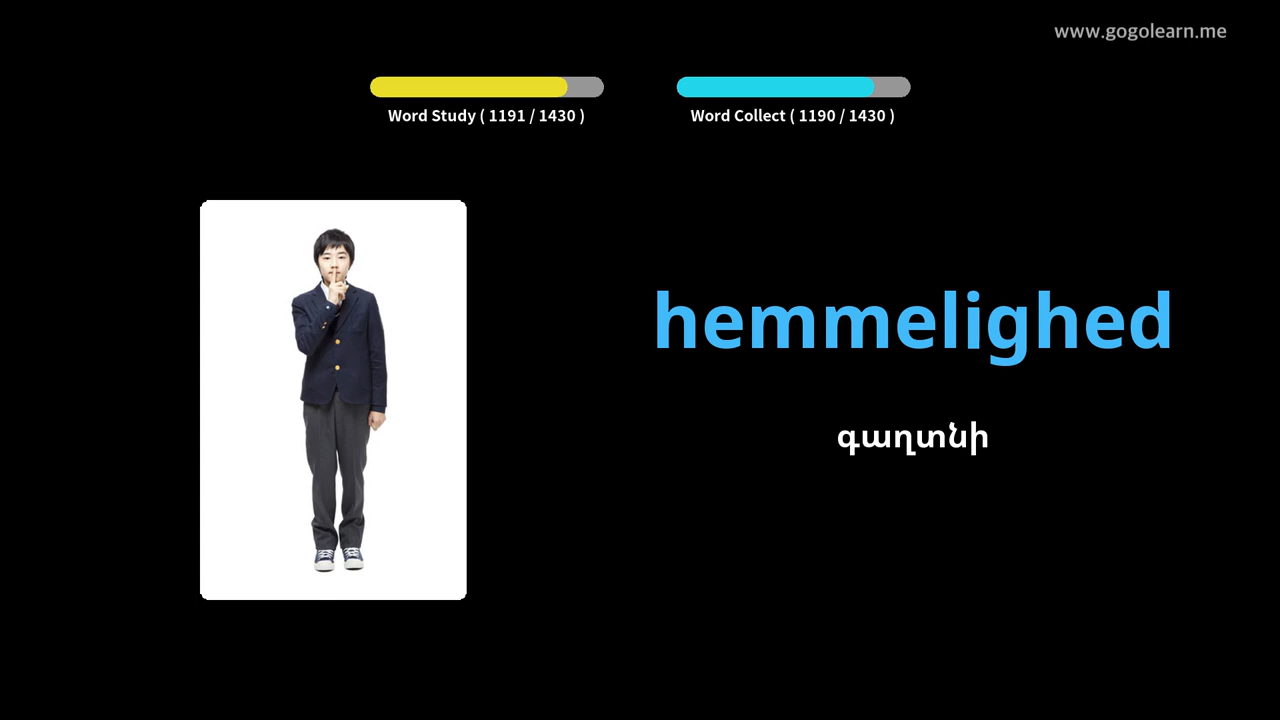 www.gogolearn.me
Word Study ( 1191 / 1430 )
Word Collect ( 1190 / 1430 )
hemmelighed
գաղտնի